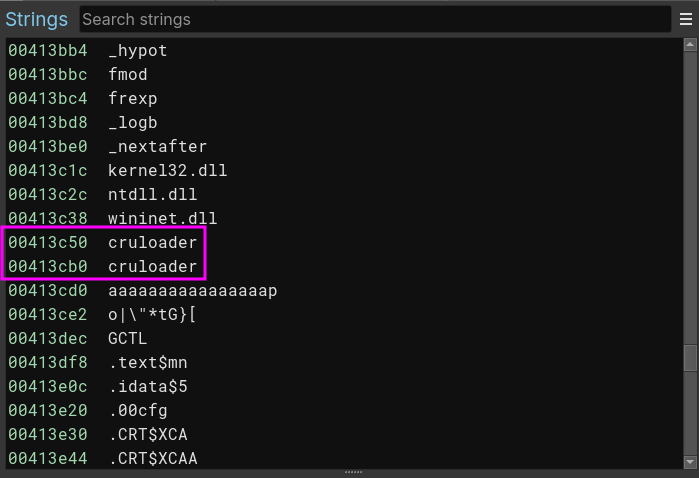 Strings Search strings
00413bb4 _hypot
00413bbc fmod
00413bc4 frexp
00413bd8 _logb
00413be0 _nextafter
00413c1c kernel32.dll
00413c2c ntdll.dll
00413c38 wininet.dll
00413c50 cruloader
00413cb0 cruloader
00413cd0 aaaaaaaaaaaaaaaap
00413ce2 o|\"*tG}[
00413dec GCTL
00413df8 .text$mn
00413e0c .idata$5
00413e20 .00cfg
00413e30 .CRT$XCA
00413e44 .CRT$XCAA